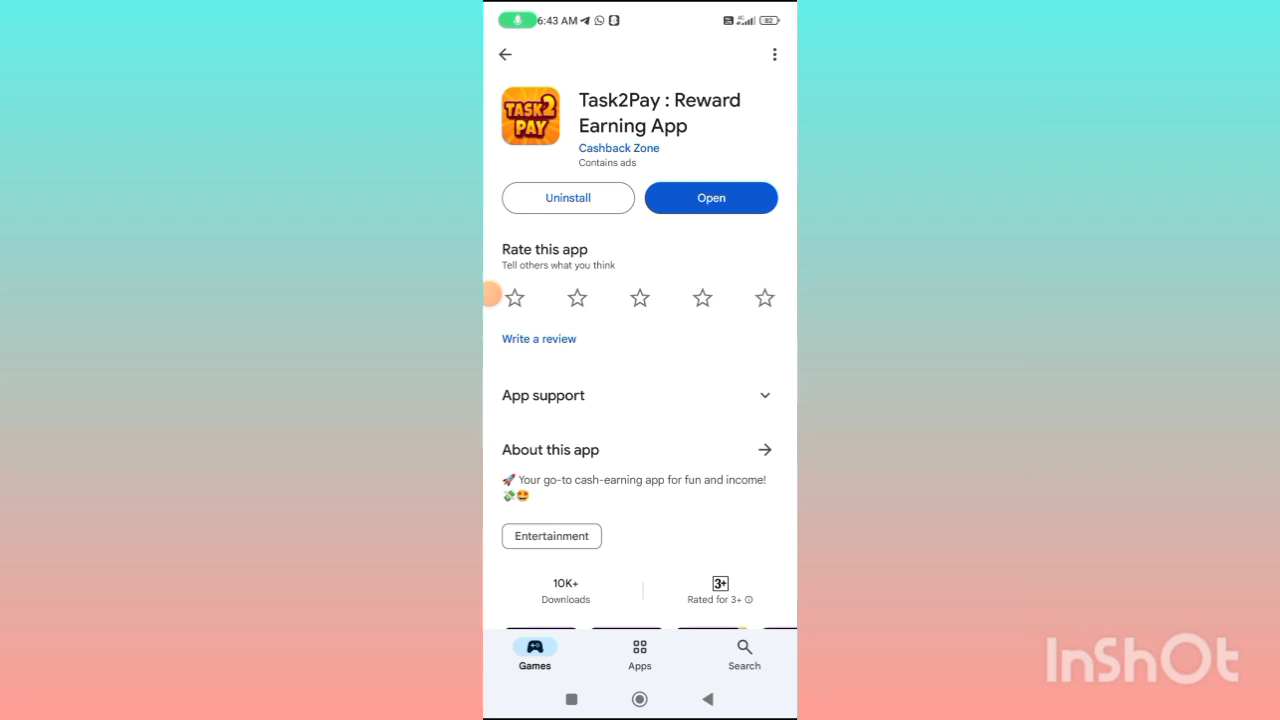 6:43 AM
82
TASK2
PAY
Task2Pay : Reward
Earning App
Cashback Zone
Contains ads
Uninstall
Open
Rate this app
Tell others what you think
Write a review
App support
About this app
🚀 Your go-to cash-earning app for fun and income!
💸🤩
Entertainment
10K+
3+
Downloads
Rated for 3+
Games
Apps
Search
InShOt